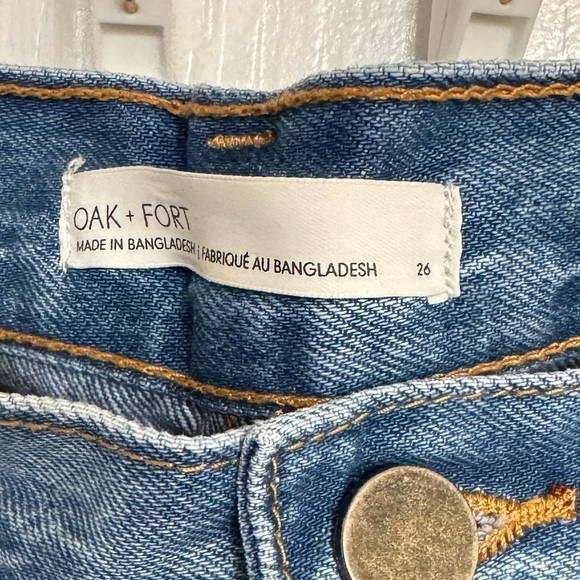 OAK + FORT
MADE IN BANGLADESH | FABRIQUÉ AU BANGLADESH 26